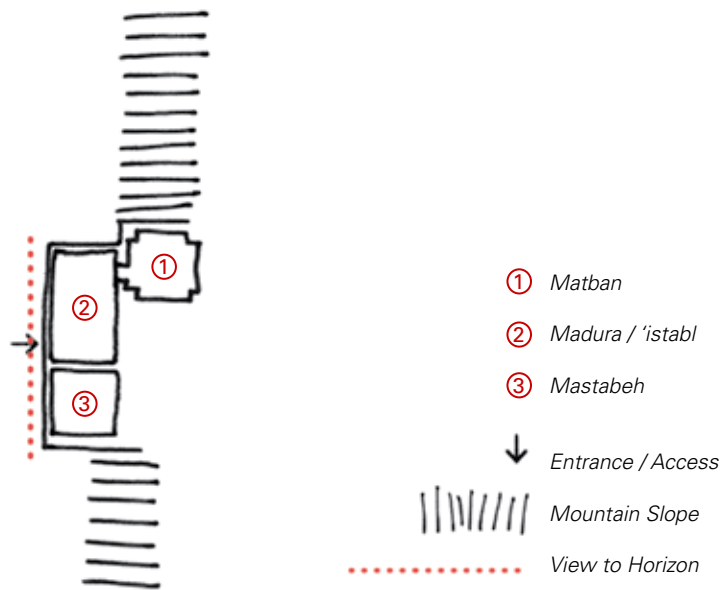 1
2
3
1 Matban
2 Madura / ‘istabl
3 Mastabeh
Entrance / Access
Mountain Slope
View to Horizon